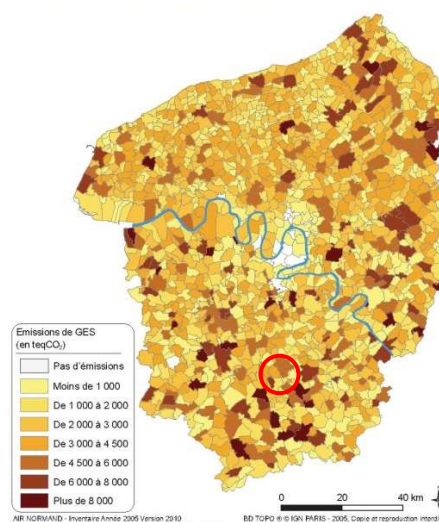 Emissions de GES
(en teqCO2)
Pas d'émissions
Moins de 1 000
De 1 000 à 2 000
De 2 000 à 3 000
De 3 000 à 4 500
De 4 500 à 6 000
De 6 000 à 8 000
Plus de 8 000
0 20 40 km
AIR NORMAND - Inventaire Année 2005 Version 2010
BD TOPO ® © IGN PARIS - 2005, Copie et reproduction interdi